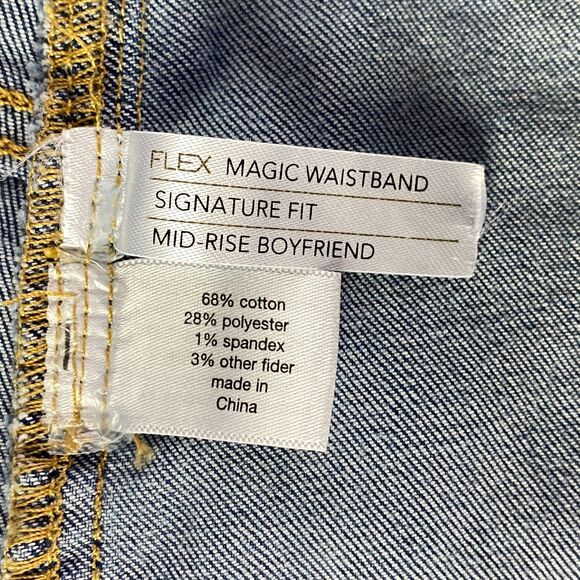 FLEX MAGIC WAISTBAND
SIGNATURE FIT
MID-RISE BOYFRIEND
68% cotton
28% polyester
1% spandex
3% other fider
made in
China